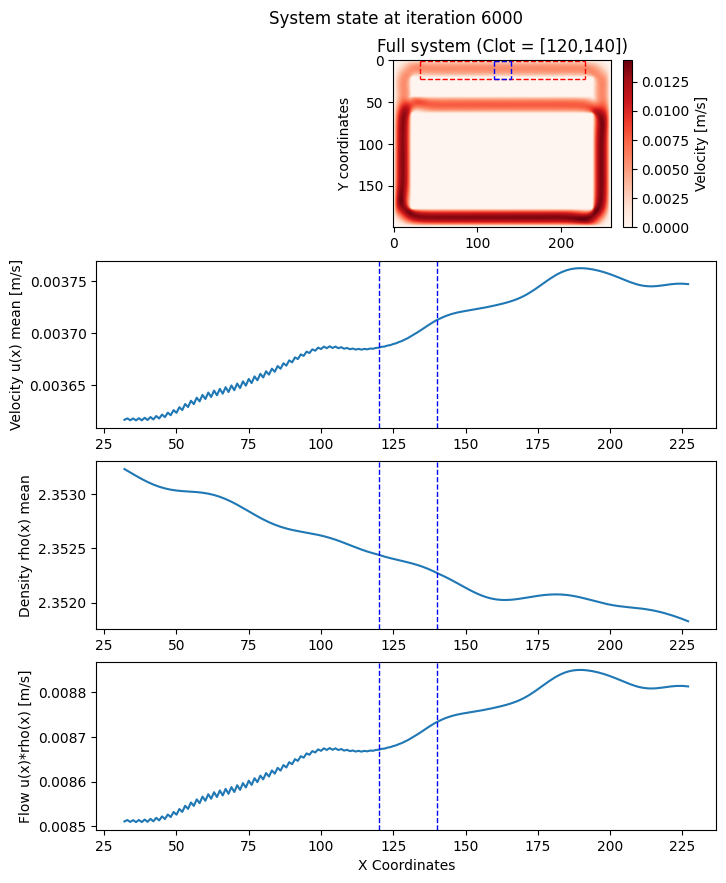 System state at iteration 6000
Full system (Clot = [120,140])
0
50
100
150
Y coordinates
0
100
200
0.0125
0.0100
0.0075
0.0050
0.0025
0.0000
Velocity [m/s]
0.00375
0.00370
0.00365
Velocity u(x) mean [m/s]
25 50 75 100 125 150 175 200 225
2.3530
2.3525
2.3520
Density rho(x) mean
25 50 75 100 125 150 175 200 225
0.0088
0.0087
0.0086
0.0085
Flow u(x)*rho(x) [m/s]
25 50 75 100 125 150 175 200 225
X Coordinates